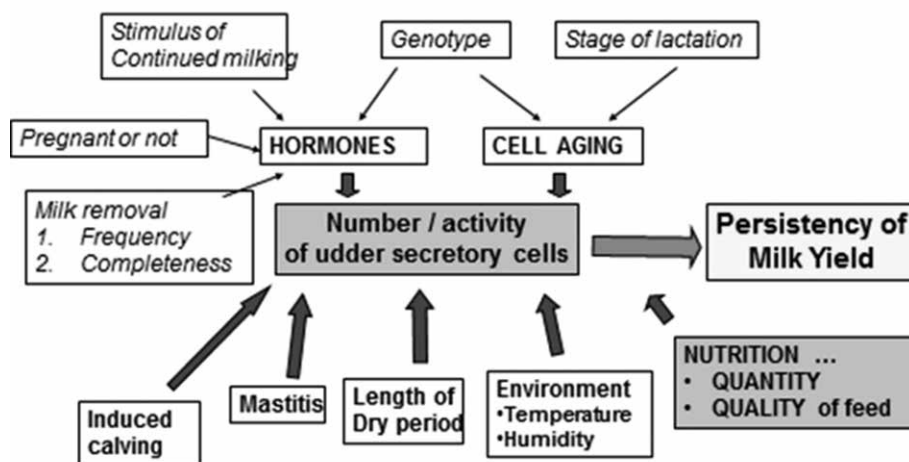 Stimulus of
Continued milking
Genotype
Stage of lactation
Pregnant or not
HORMONES
CELL AGING
Milk removal
1. Frequency
2. Completeness
Number / activity
of udder secretory cells
Persistency of
Milk Yield
Induced
calving
Mastitis
Length of
Dry period
Environment
•Temperature
•Humidity
NUTRITION ...
• QUANTITY
• QUALITY of feed